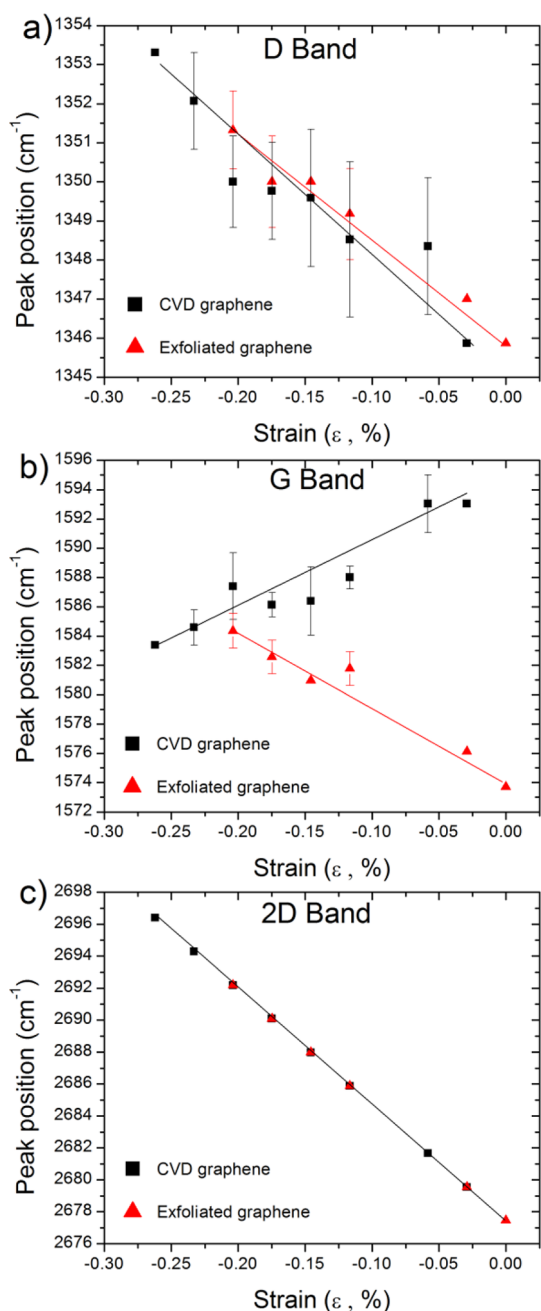 a)
D Band
Peak position (cm⁻¹)
1354
1353
1352
1351
1350
1349
1348
1347
1346
1345
CVD graphene
Exfoliated graphene
-0.30 -0.25 -0.20 -0.15 -0.10 -0.05 0.00
Strain (ε , %)
b)
G Band
Peak position (cm⁻¹)
1596
1594
1592
1590
1588
1586
1584
1582
1580
1578
1576
1574
1572
CVD graphene
Exfoliated graphene
-0.30 -0.25 -0.20 -0.15 -0.10 -0.05 0.00
Strain (ε , %)
c)
2D Band
Peak position (cm⁻¹)
2698
2696
2694
2692
2690
2688
2686
2684
2682
2680
2678
2676
CVD graphene
Exfoliated graphene
-0.30 -0.25 -0.20 -0.15 -0.10 -0.05 0.00
Strain (ε , %)